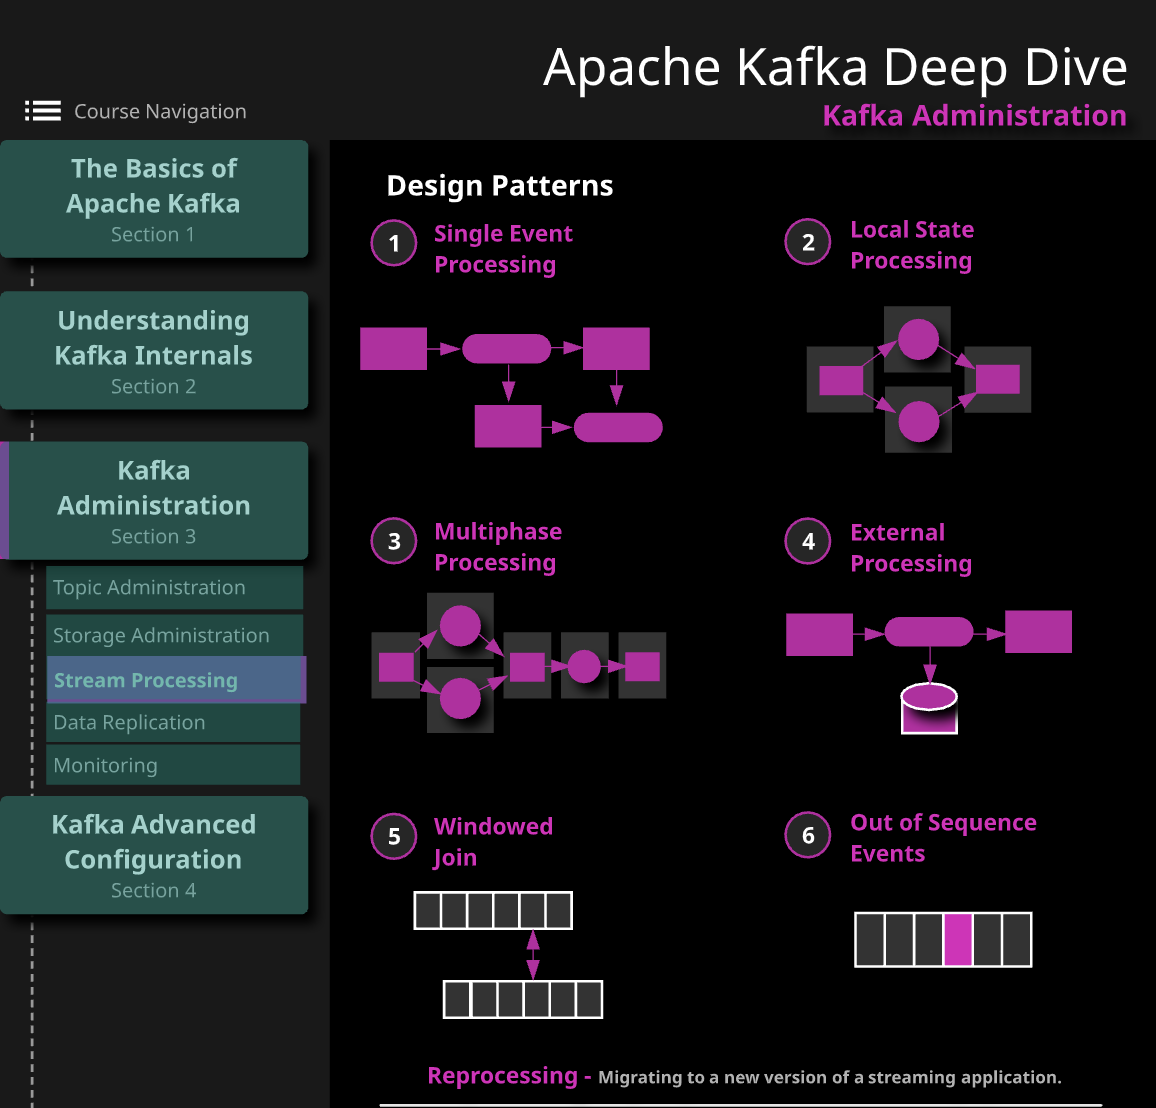 Apache Kafka Deep Dive
Kafka Administration
Course Navigation
The Basics of
Apache Kafka
Section 1
Understanding
Kafka Internals
Section 2
Kafka
Administration
Section 3
Topic Administration
Storage Administration
Stream Processing
Data Replication
Monitoring
Kafka Advanced
Configuration
Section 4
Design Patterns
1
Single Event
Processing
2
Local State
Processing
3
Multiphase
Processing
4
External
Processing
5
Windowed
Join
6
Out of Sequence
Events
Reprocessing - Migrating to a new version of a streaming application.